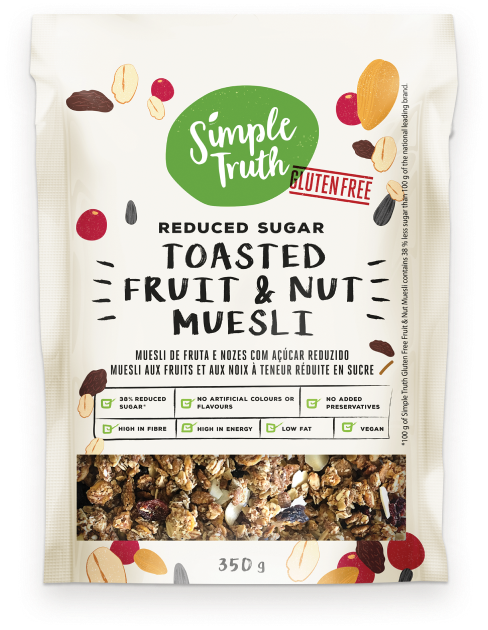 Simple
Truth
GLUTEN FREE
REDUCED SUGAR
TOASTED
FRUIT & NUT
MUESLI
MUESLI DE FRUTA E NOZES COM AÇÚCAR REDUZIDO
MUESLI AUX FRUITS ET AUX NOIX À TENEUR RÉDUITE EN SUCRE
38% REDUCED
SUGAR*
NO ARTIFICIAL COLOURS OR
FLAVOURS
NO ADDED
PRESERVATIVES
HIGH IN FIBRE
HIGH IN ENERGY
LOW FAT
VEGAN
*100 g of Simple Truth Gluten Free Fruit & Nut Muesli contains 38 % less sugar than 100 g of the national leading brand.
350 g